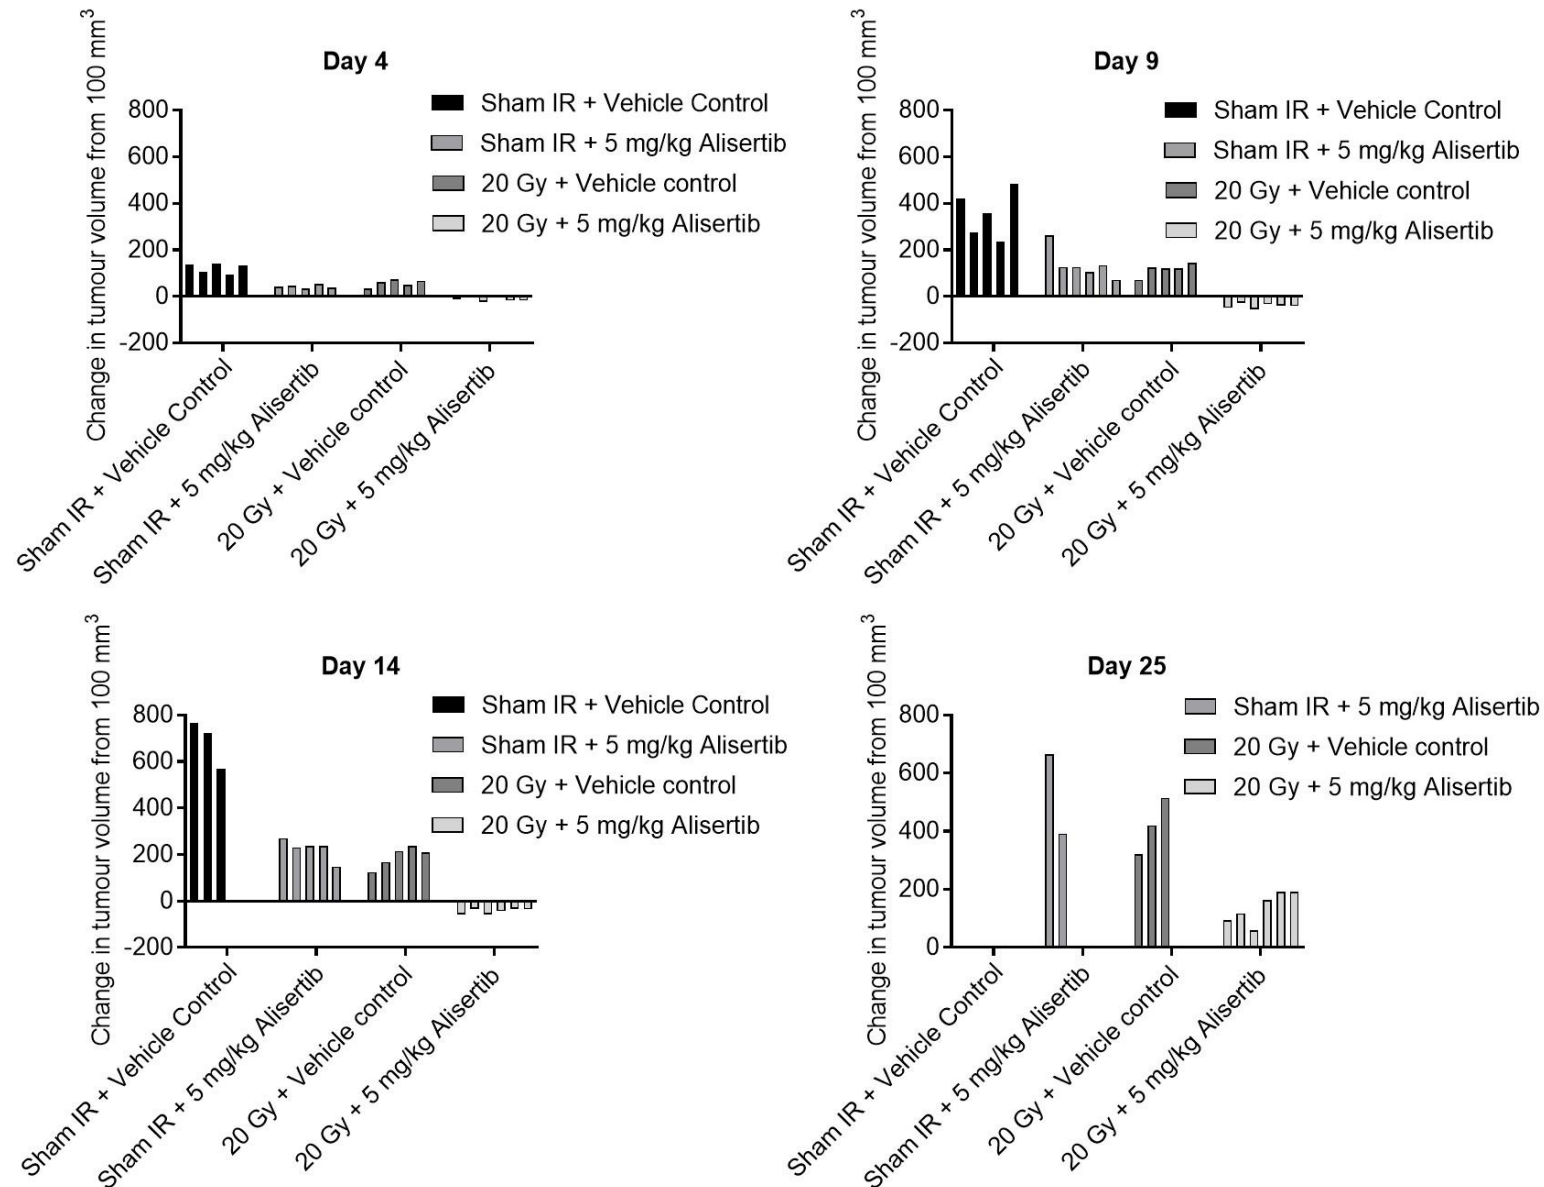 Day 4
Change in tumour volume from 100 mm³
800
600
400
200
0
-200
Sham IR + Vehicle Control
Sham IR + 5 mg/kg Alisertib
20 Gy + Vehicle control
20 Gy + 5 mg/kg Alisertib
Sham IR + Vehicle Control
Sham IR + 5 mg/kg Alisertib
20 Gy + Vehicle control
20 Gy + 5 mg/kg Alisertib
Day 9
Change in tumour volume from 100 mm³
800
600
400
200
0
-200
Sham IR + Vehicle Control
Sham IR + 5 mg/kg Alisertib
20 Gy + Vehicle control
20 Gy + 5 mg/kg Alisertib
Sham IR + Vehicle Control
Sham IR + 5 mg/kg Alisertib
20 Gy + Vehicle control
20 Gy + 5 mg/kg Alisertib
Day 14
Change in tumour volume from 100 mm³
800
600
400
200
0
-200
Sham IR + Vehicle Control
Sham IR + 5 mg/kg Alisertib
20 Gy + Vehicle control
20 Gy + 5 mg/kg Alisertib
Sham IR + Vehicle Control
Sham IR + 5 mg/kg Alisertib
20 Gy + Vehicle control
20 Gy + 5 mg/kg Alisertib
Day 25
Change in tumour volume from 100 mm³
800
600
400
200
0
Sham IR + 5 mg/kg Alisertib
20 Gy + Vehicle control
20 Gy + 5 mg/kg Alisertib
Sham IR + Vehicle Control
Sham IR + 5 mg/kg Alisertib
20 Gy + Vehicle control
20 Gy + 5 mg/kg Alisertib